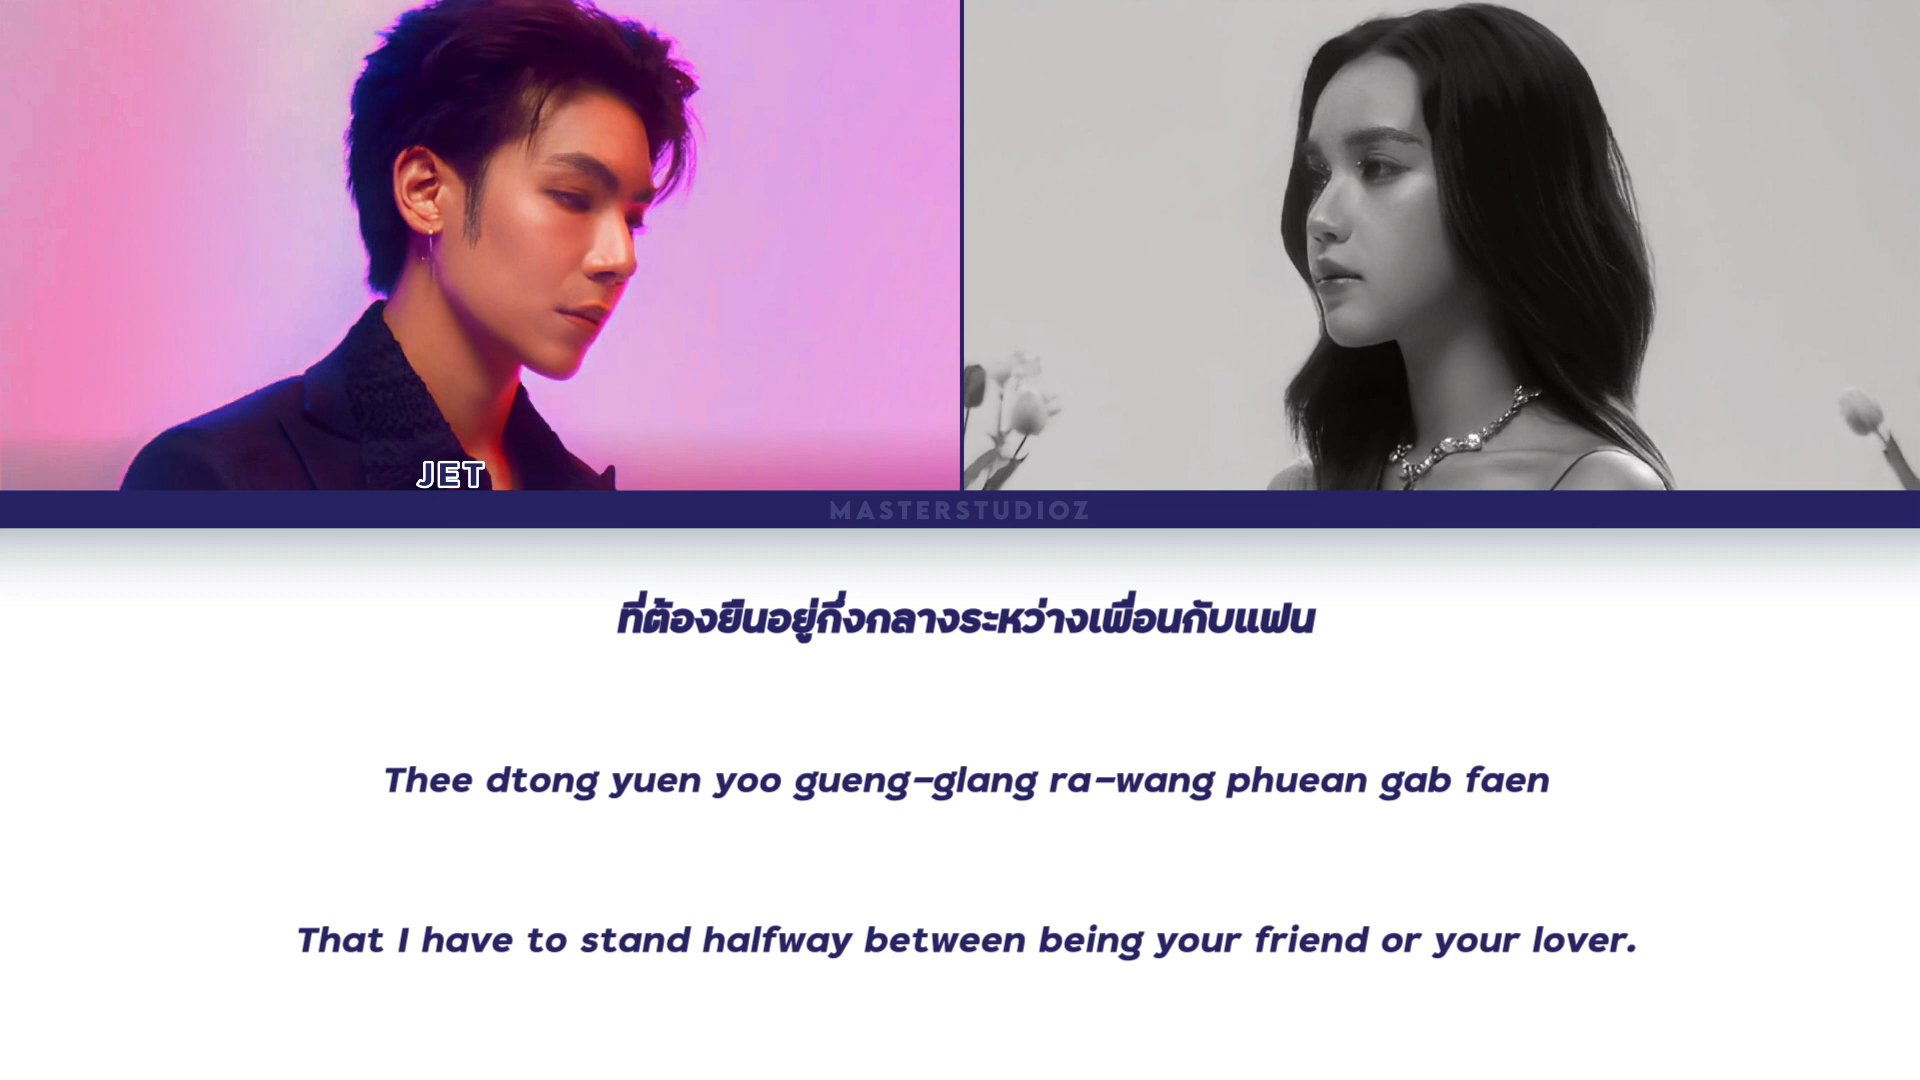 JET
MASTERSTUDIOZ
ที่ต้องยืนอยู่กึ่งกลางระหว่างเพื่อนกับแฟน
Thee dtong yuen yoo gueng-glang ra-wang phuean gab faen
That I have to stand halfway between being your friend or your lover.